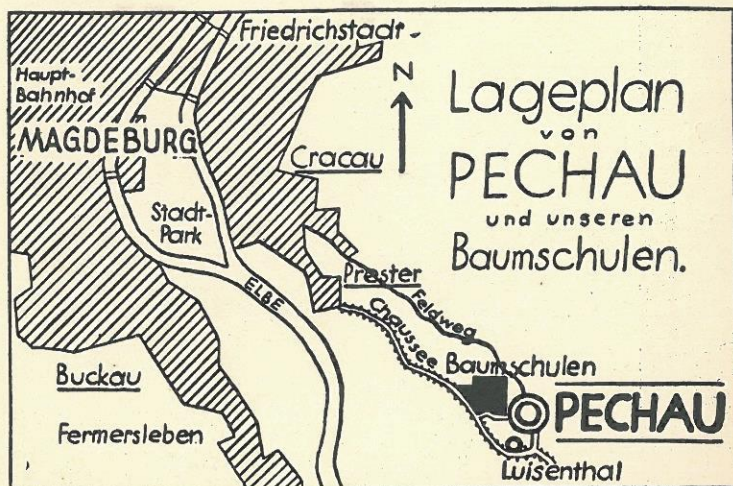 Friedrichstadt
Haupt-
Bahnhof
MAGDEBURG
N
Cracau
Stadt-
Park
Lageplan
von
PECHAU
und unseren
Baumschulen.
ELBE
Prester
Feldweg
Chaussee
Baumschulen
PECHAU
Buckau
Fermersleben
Luisenthal